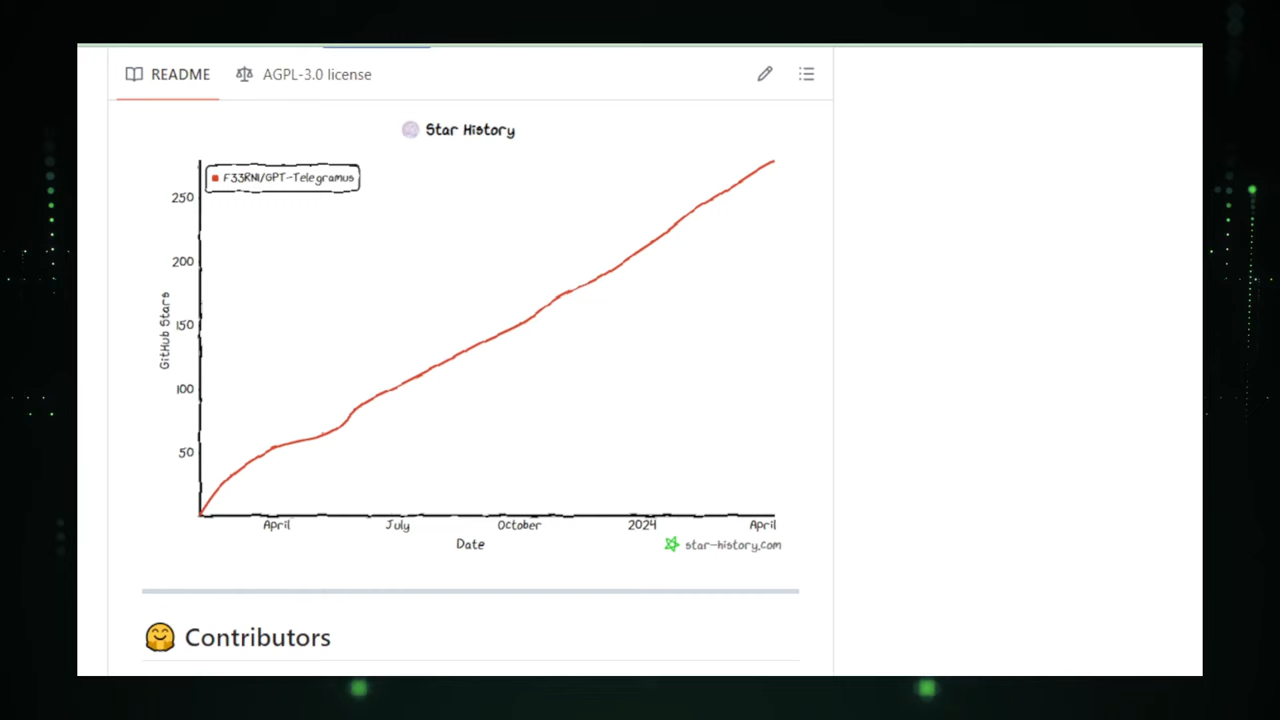 README
AGPL-3.0 license
Star History
F33RNI/GPT-Telegramus
250
200
150
100
50
GitHub Stars
April
July
October
2024
April
Date
star-history.com
Contributors